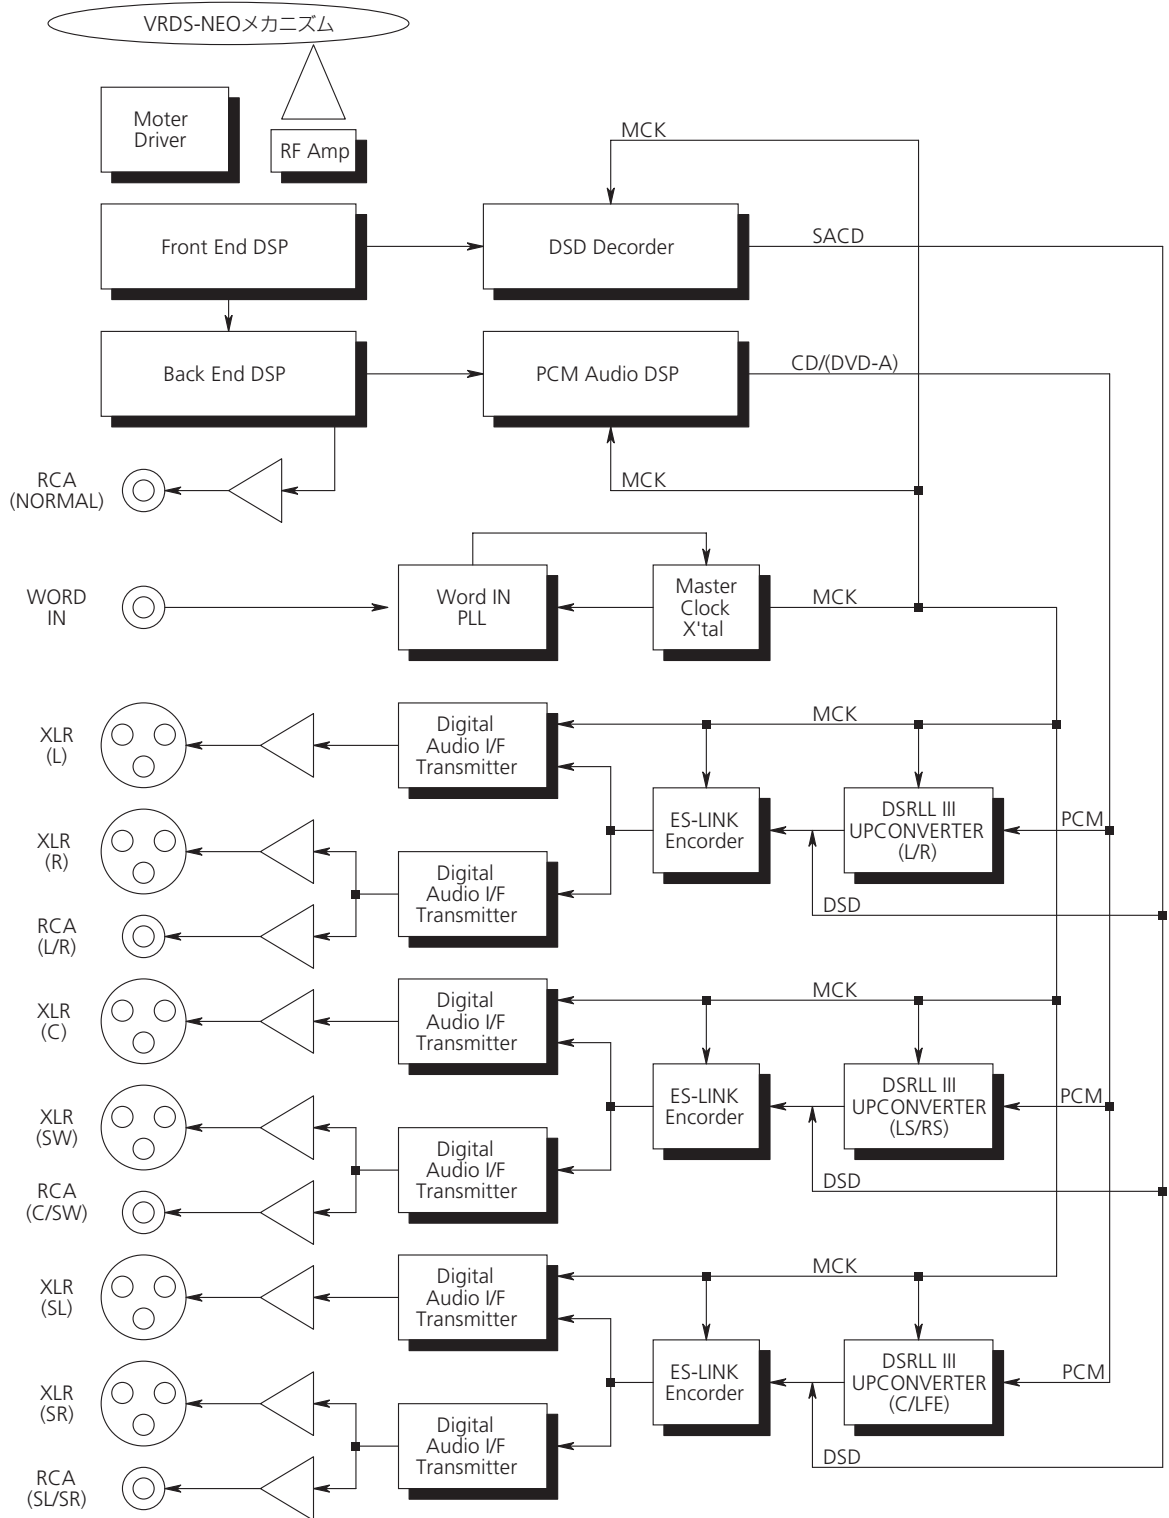 VRDS-NEOメカニズム
Moter
Driver
RF Amp
MCK
Front End DSP
DSD Decorder
SACD
Back End DSP
PCM Audio DSP
CD/(DVD-A)
RCA
(NORMAL)
MCK
WORD
IN
Word IN
PLL
Master
Clock
X'tal
MCK
XLR
(L)
Digital
Audio I/F
Transmitter
MCK
XLR
(R)
Digital
Audio I/F
Transmitter
ES-LINK
Encorder
DSRLL III
UPCONVERTER
(L/R)
PCM
RCA
(L/R)
DSD
XLR
(C)
Digital
Audio I/F
Transmitter
MCK
XLR
(SW)
Digital
Audio I/F
Transmitter
ES-LINK
Encorder
DSRLL III
UPCONVERTER
(LS/RS)
PCM
RCA
(C/SW)
DSD
XLR
(SL)
Digital
Audio I/F
Transmitter
MCK
XLR
(SR)
Digital
Audio I/F
Transmitter
ES-LINK
Encorder
DSRLL III
UPCONVERTER
(C/LFE)
PCM
RCA
(SL/SR)
DSD